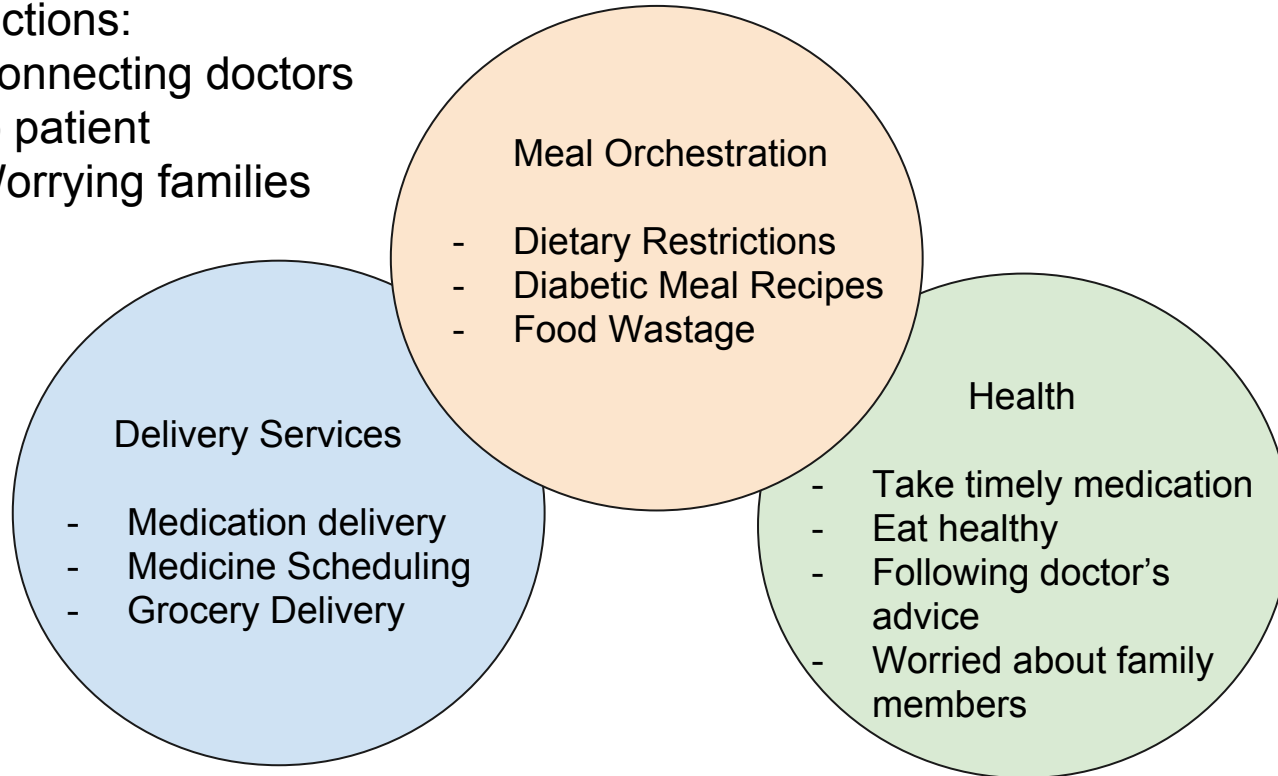 ctions:
onnecting doctors
patient
orrying families
Meal Orchestration
- Dietary Restrictions
- Diabetic Meal Recipes
- Food Wastage
Delivery Services
- Medication delivery
- Medicine Scheduling
- Grocery Delivery
Health
- Take timely medication
- Eat healthy
- Following doctor’s
advice
- Worried about family
members